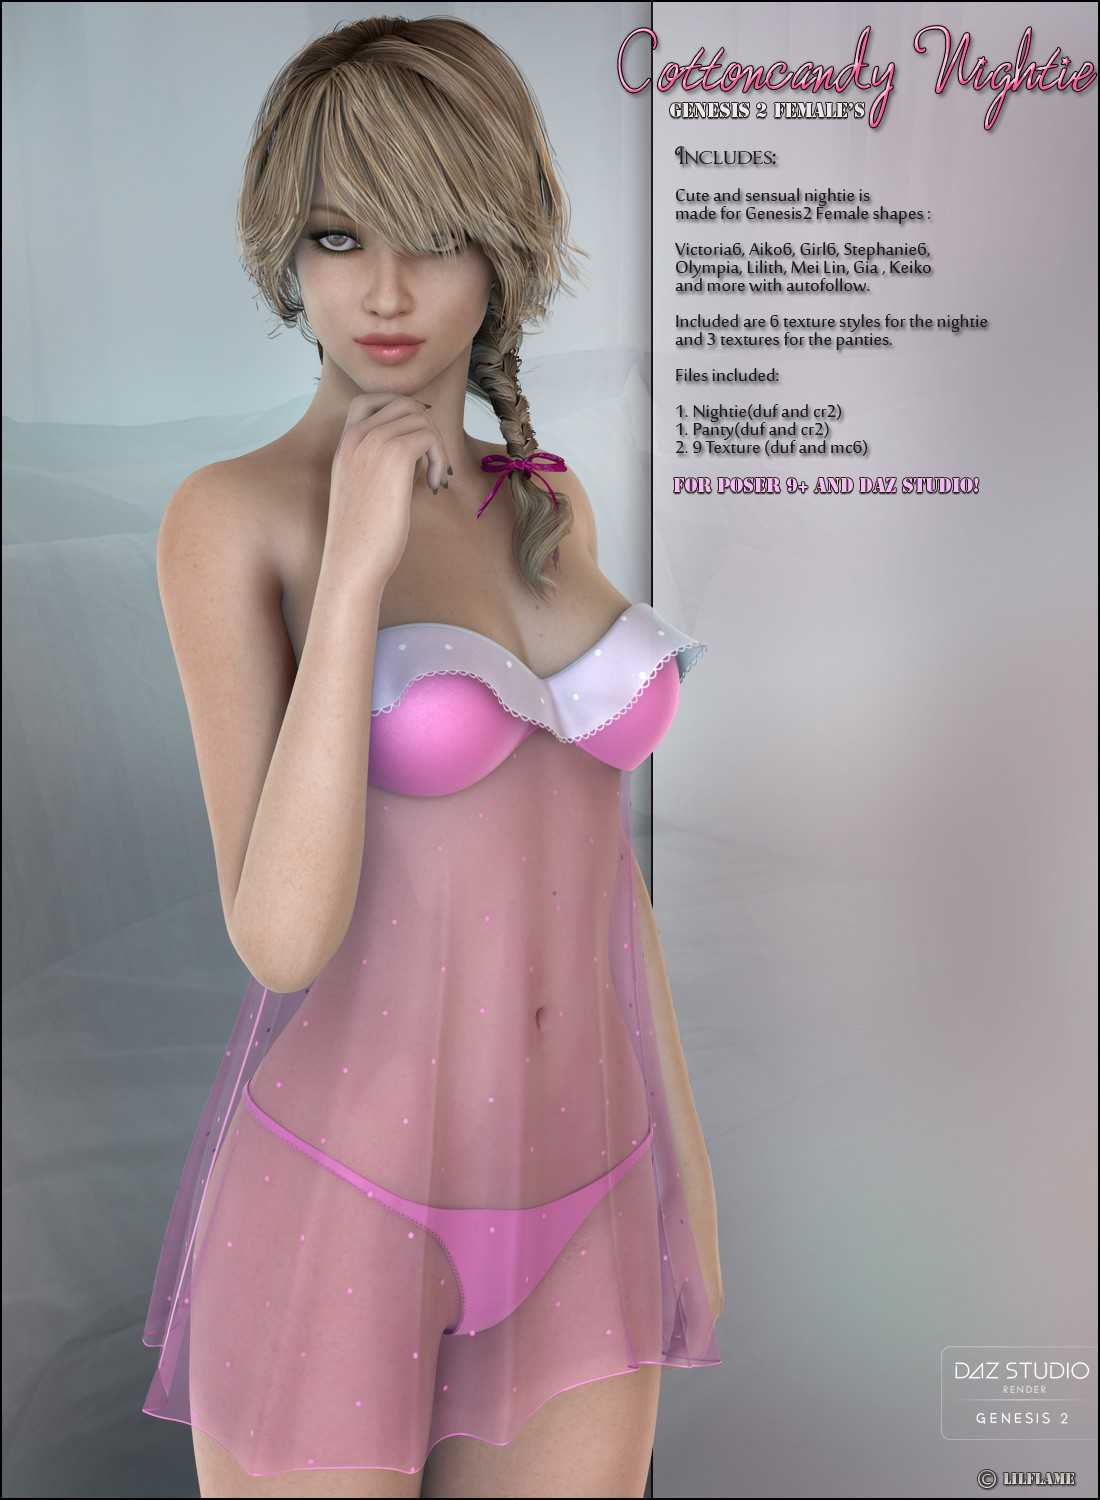 Cottoncandy Nightie
GENESIS 2 FEMALE'S
INCLUDES:
Cute and sensual nightie is
made for Genesis2 Female shapes :
Victoria6, Aiko6, Girl6, Stephanie6,
Olympia, Lilith, Mei Lin, Gia , Keiko
and more with autofollow.
Included are 6 texture styles for the nightie
and 3 textures for the panties.
Files included:
1. Nightie(duf and cr2)
1. Panty(duf and cr2)
2. 9 Texture (duf and mc6)
FOR POSER 9+ AND DAZ STUDIO!
DAZ STUDIO
RENDER
GENESIS 2
© LILFLAME